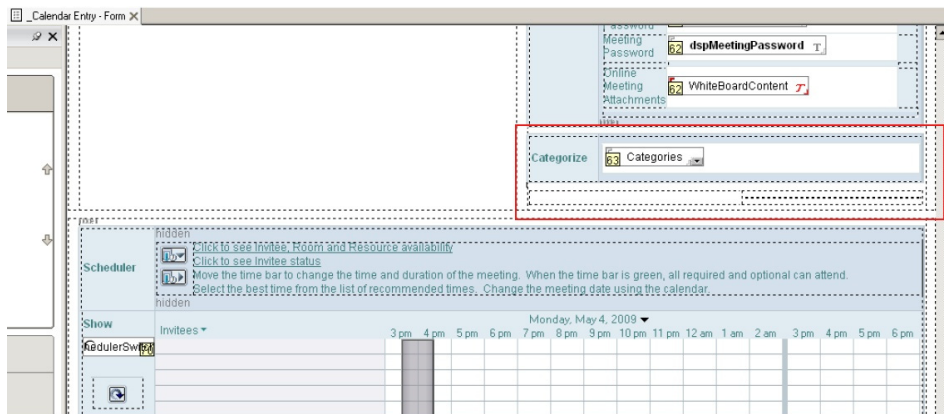 _Calendar Entry - Form
Password
Meeting Password
62 dspMeetingPassword T
Online Meeting Attachments
62 WhiteBoardContent T
Categorize
63 Categories
hidden
Scheduler
Click to see Invitee, Room and Resource availability
Click to see Invitee status
Move the time bar to change the time and duration of the meeting. When the time bar is green, all required and optional can attend.
Select the best time from the list of recommended times. Change the meeting date using the calendar.
hidden
Show
Invitees
Monday, May 4, 2009
3 pm 4 pm 5 pm 6 pm 7 pm 8 pm 9 pm 10 pm 11 pm 12 am 1 am 2 am 3 pm 4 pm 5 pm 6 pm